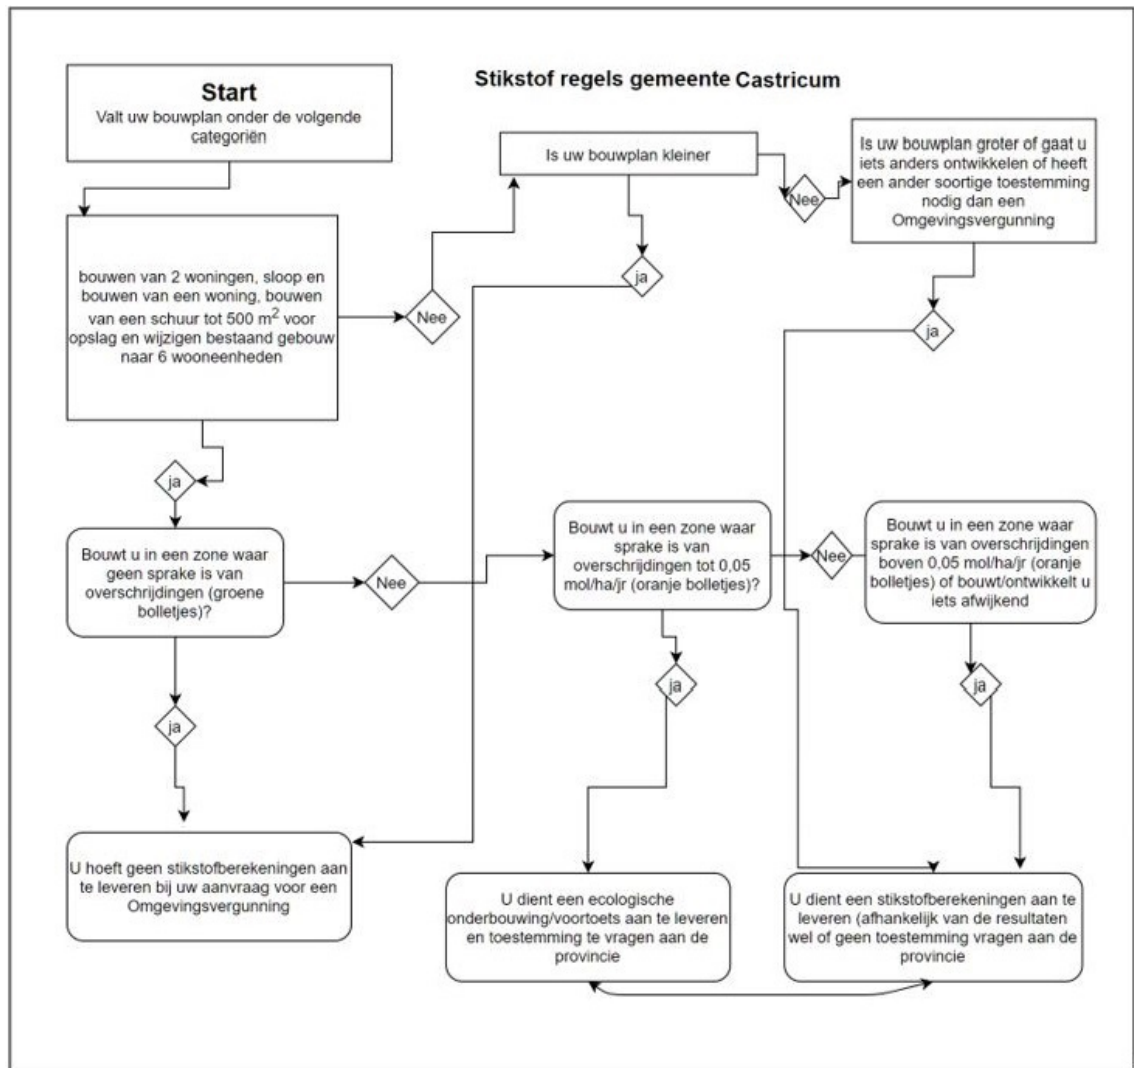 Stikstof regels gemeente Castricum
Start
Valt uw bouwplan onder de volgende
categoriën
Is uw bouwplan kleiner
Nee
Is uw bouwplan groter of gaat u
iets anders ontwikkelen of heeft
een ander soortige toestemming
nodig dan een
Omgevingsvergunning
bouwen van 2 woningen, sloop en
bouwen van een woning, bouwen
van een schuur tot 500 m² voor
opslag en wijzigen bestaand gebouw
naar 6 wooneenheden
Nee
ja
ja
ja
Bouwt u in een zone waar
geen sprake is van
overschrijdingen (groene
bolletjes)?
Nee
Bouwt u in een zone waar
sprake is van
overschrijdingen tot 0,05
mol/ha/jr (oranje bolletjes)?
Nee
Bouwt u in een zone waar
sprake is van overschrijdingen
boven 0,05 mol/ha/jr (oranje
bolletjes) of bouwt/ontwikkelt u
iets afwijkend
ja
ja
ja
U hoeft geen stikstofberekeningen aan
te leveren bij uw aanvraag voor een
Omgevingsvergunning
U dient een ecologische
onderbouwing/voortoets aan te leveren
en toestemming te vragen aan de
provincie
U dient een stikstofberekeningen aan te
leveren (afhankelijk van de resultaten
wel of geen toestemming vragen aan de
provincie